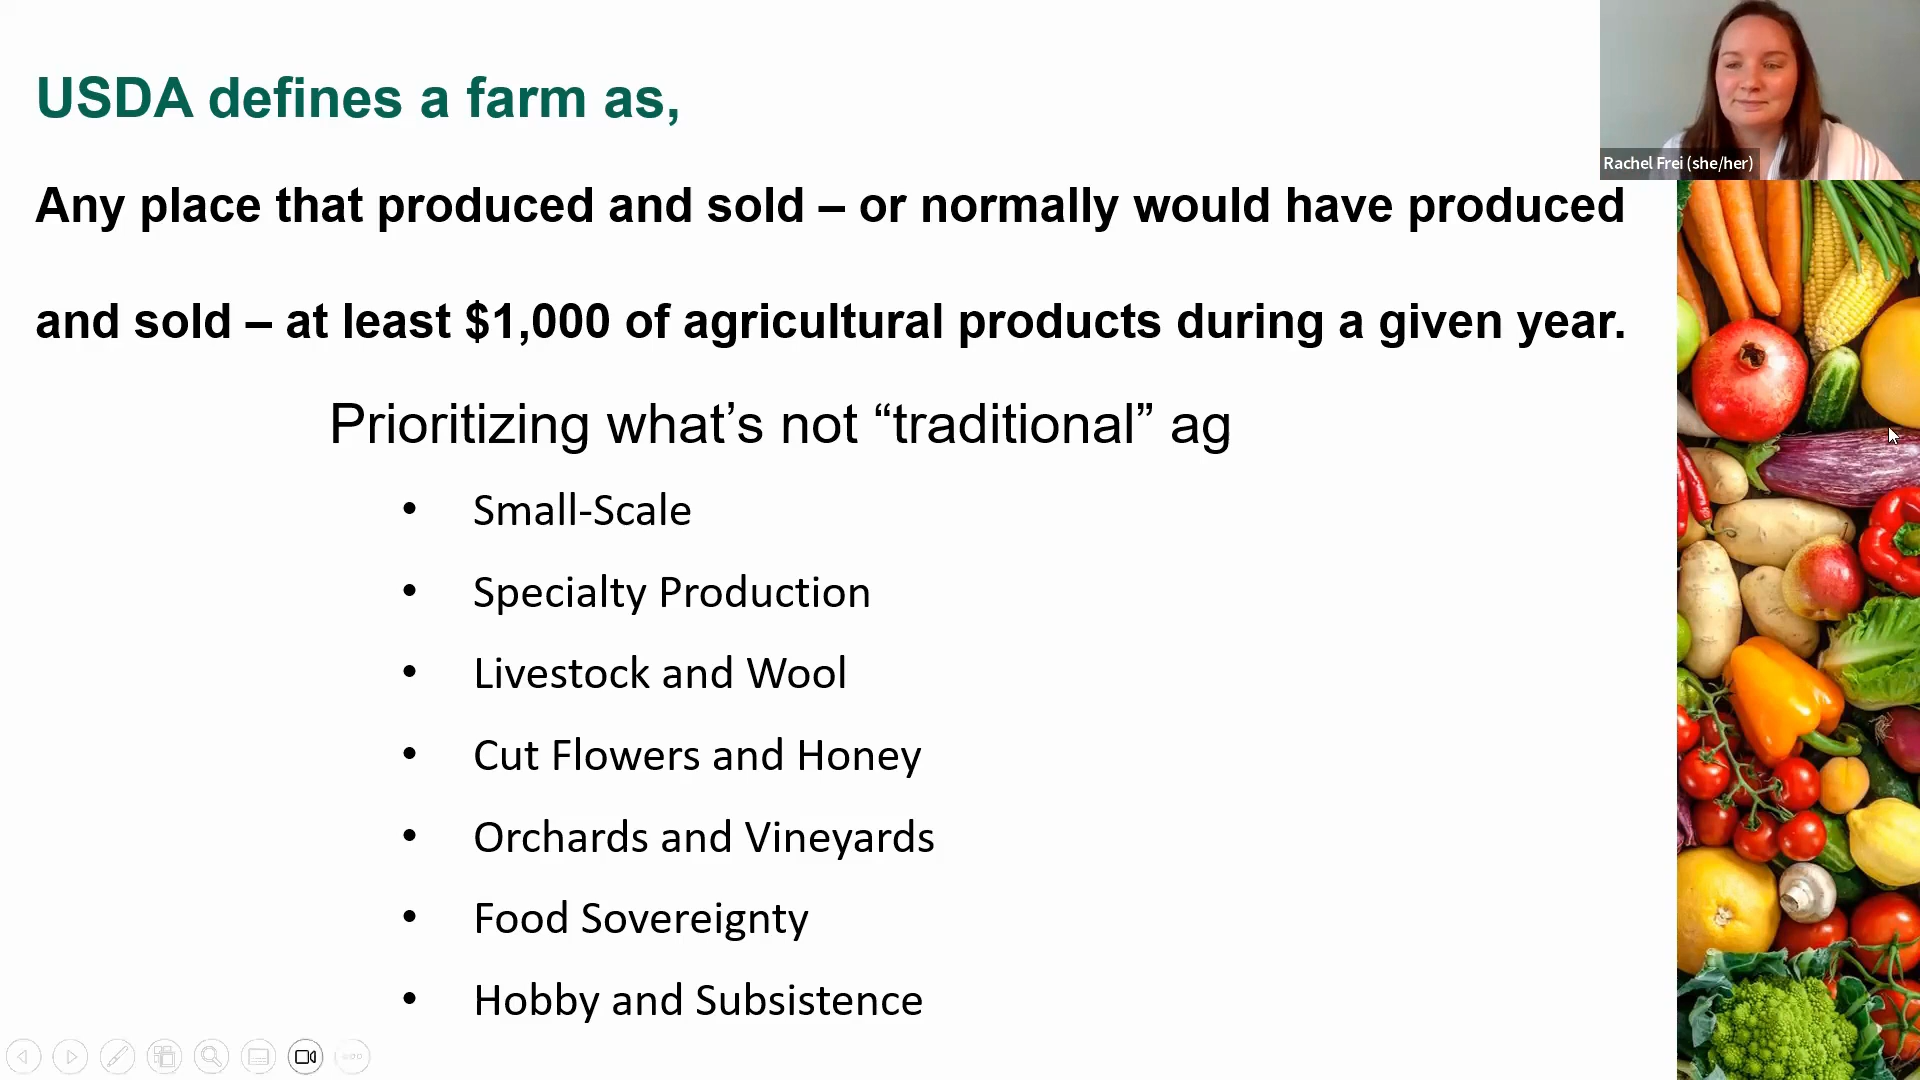 USDA defines a farm as,
Rachel Frei (she/her)
Any place that produced and sold – or normally would have produced
and sold – at least $1,000 of agricultural products during a given year.
Prioritizing what’s not “traditional” ag
• Small-Scale
• Specialty Production
• Livestock and Wool
• Cut Flowers and Honey
• Orchards and Vineyards
• Food Sovereignty
• Hobby and Subsistence